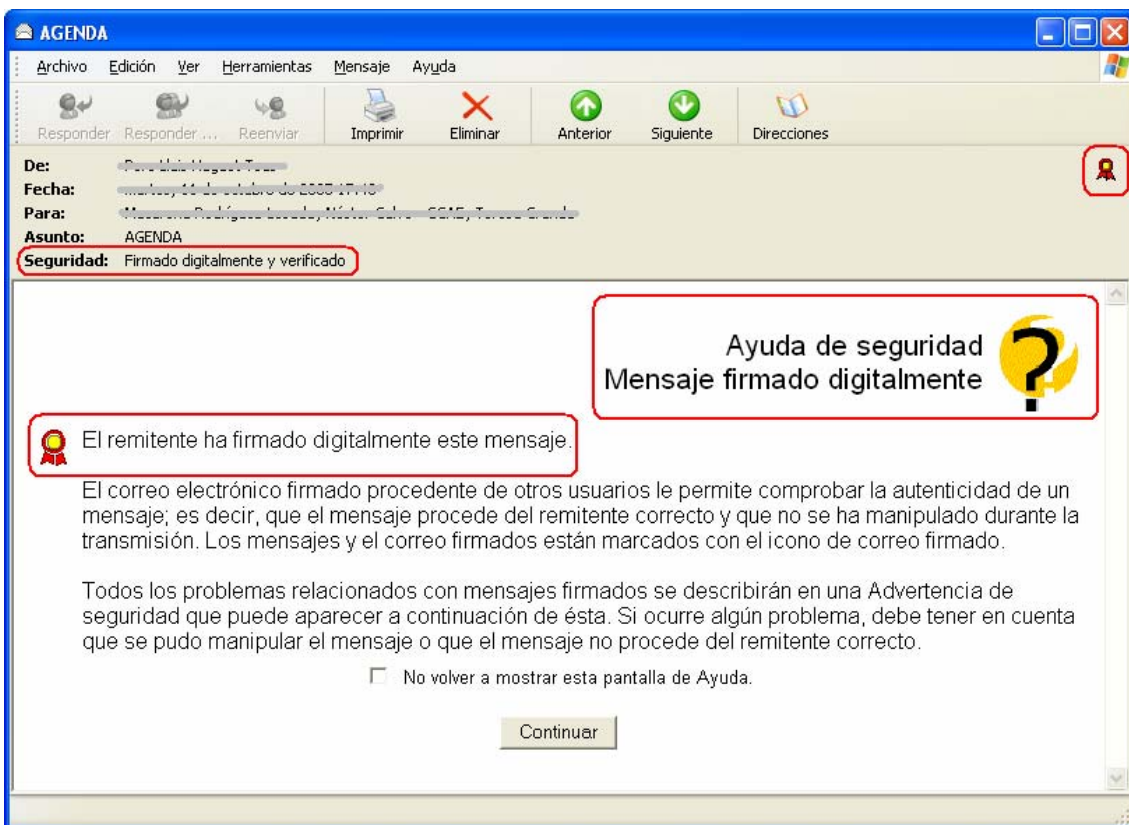 AGENDA
Archivo Edición Ver Herramientas Mensaje Ayuda
Responder Responder ... Reenviar Imprimir Eliminar Anterior Siguiente Direcciones
De:
Fecha:
Para:
Asunto: AGENDA
Seguridad: Firmado digitalmente y verificado
Ayuda de seguridad
Mensaje firmado digitalmente
El remitente ha firmado digitalmente este mensaje.
El correo electrónico firmado procedente de otros usuarios le permite comprobar la autenticidad de un
mensaje; es decir, que el mensaje procede del remitente correcto y que no se ha manipulado durante la
transmisión. Los mensajes y el correo firmados están marcados con el icono de correo firmado.
Todos los problemas relacionados con mensajes firmados se describirán en una Advertencia de
seguridad que puede aparecer a continuación de ésta. Si ocurre algún problema, debe tener en cuenta
que se pudo manipular el mensaje o que el mensaje no procede del remitente correcto.
No volver a mostrar esta pantalla de Ayuda.
Continuar